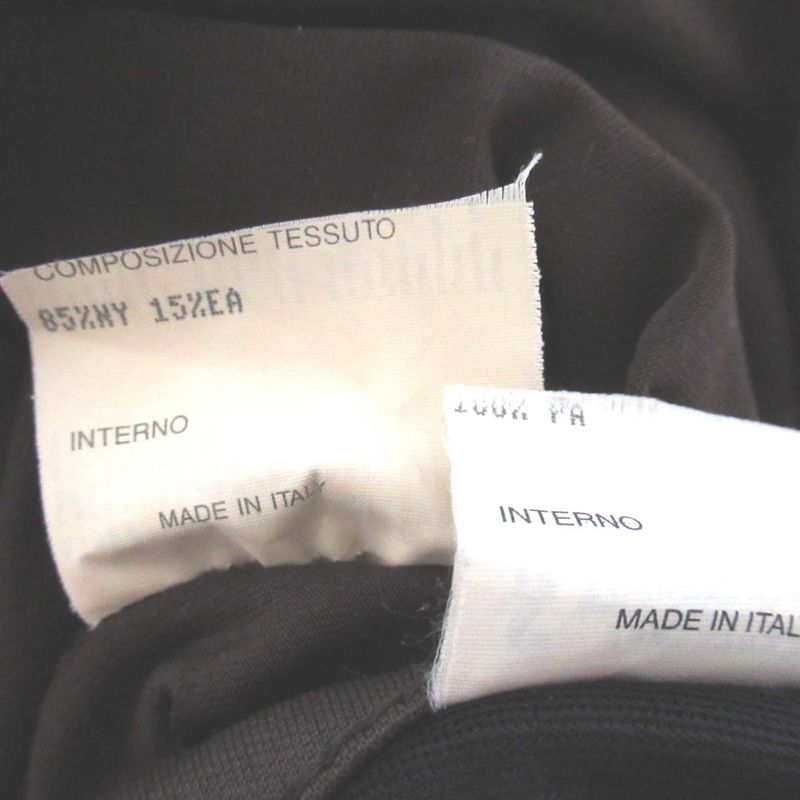 COMPOSIZIONE TESSUTO
85%NY 15%EA
INTERNO
MADE IN ITALY
100% PA
INTERNO
MADE IN ITAL